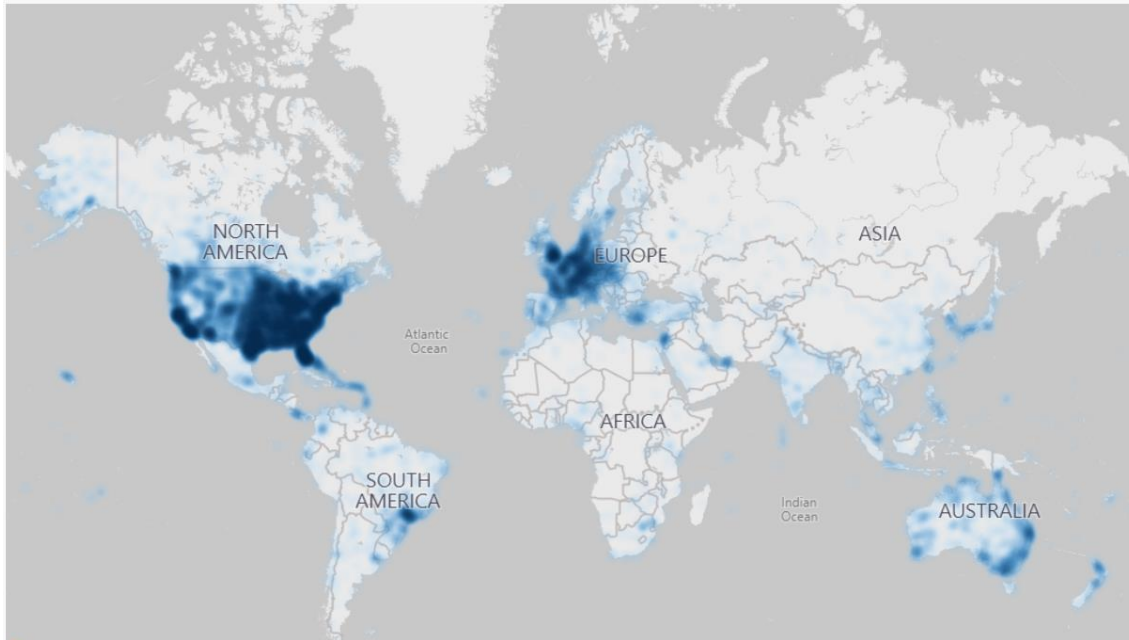 NORTH
AMERICA
EUROPE
ASIA
Atlantic
Ocean
AFRICA
SOUTH
AMERICA
Indian
Ocean
AUSTRALIA